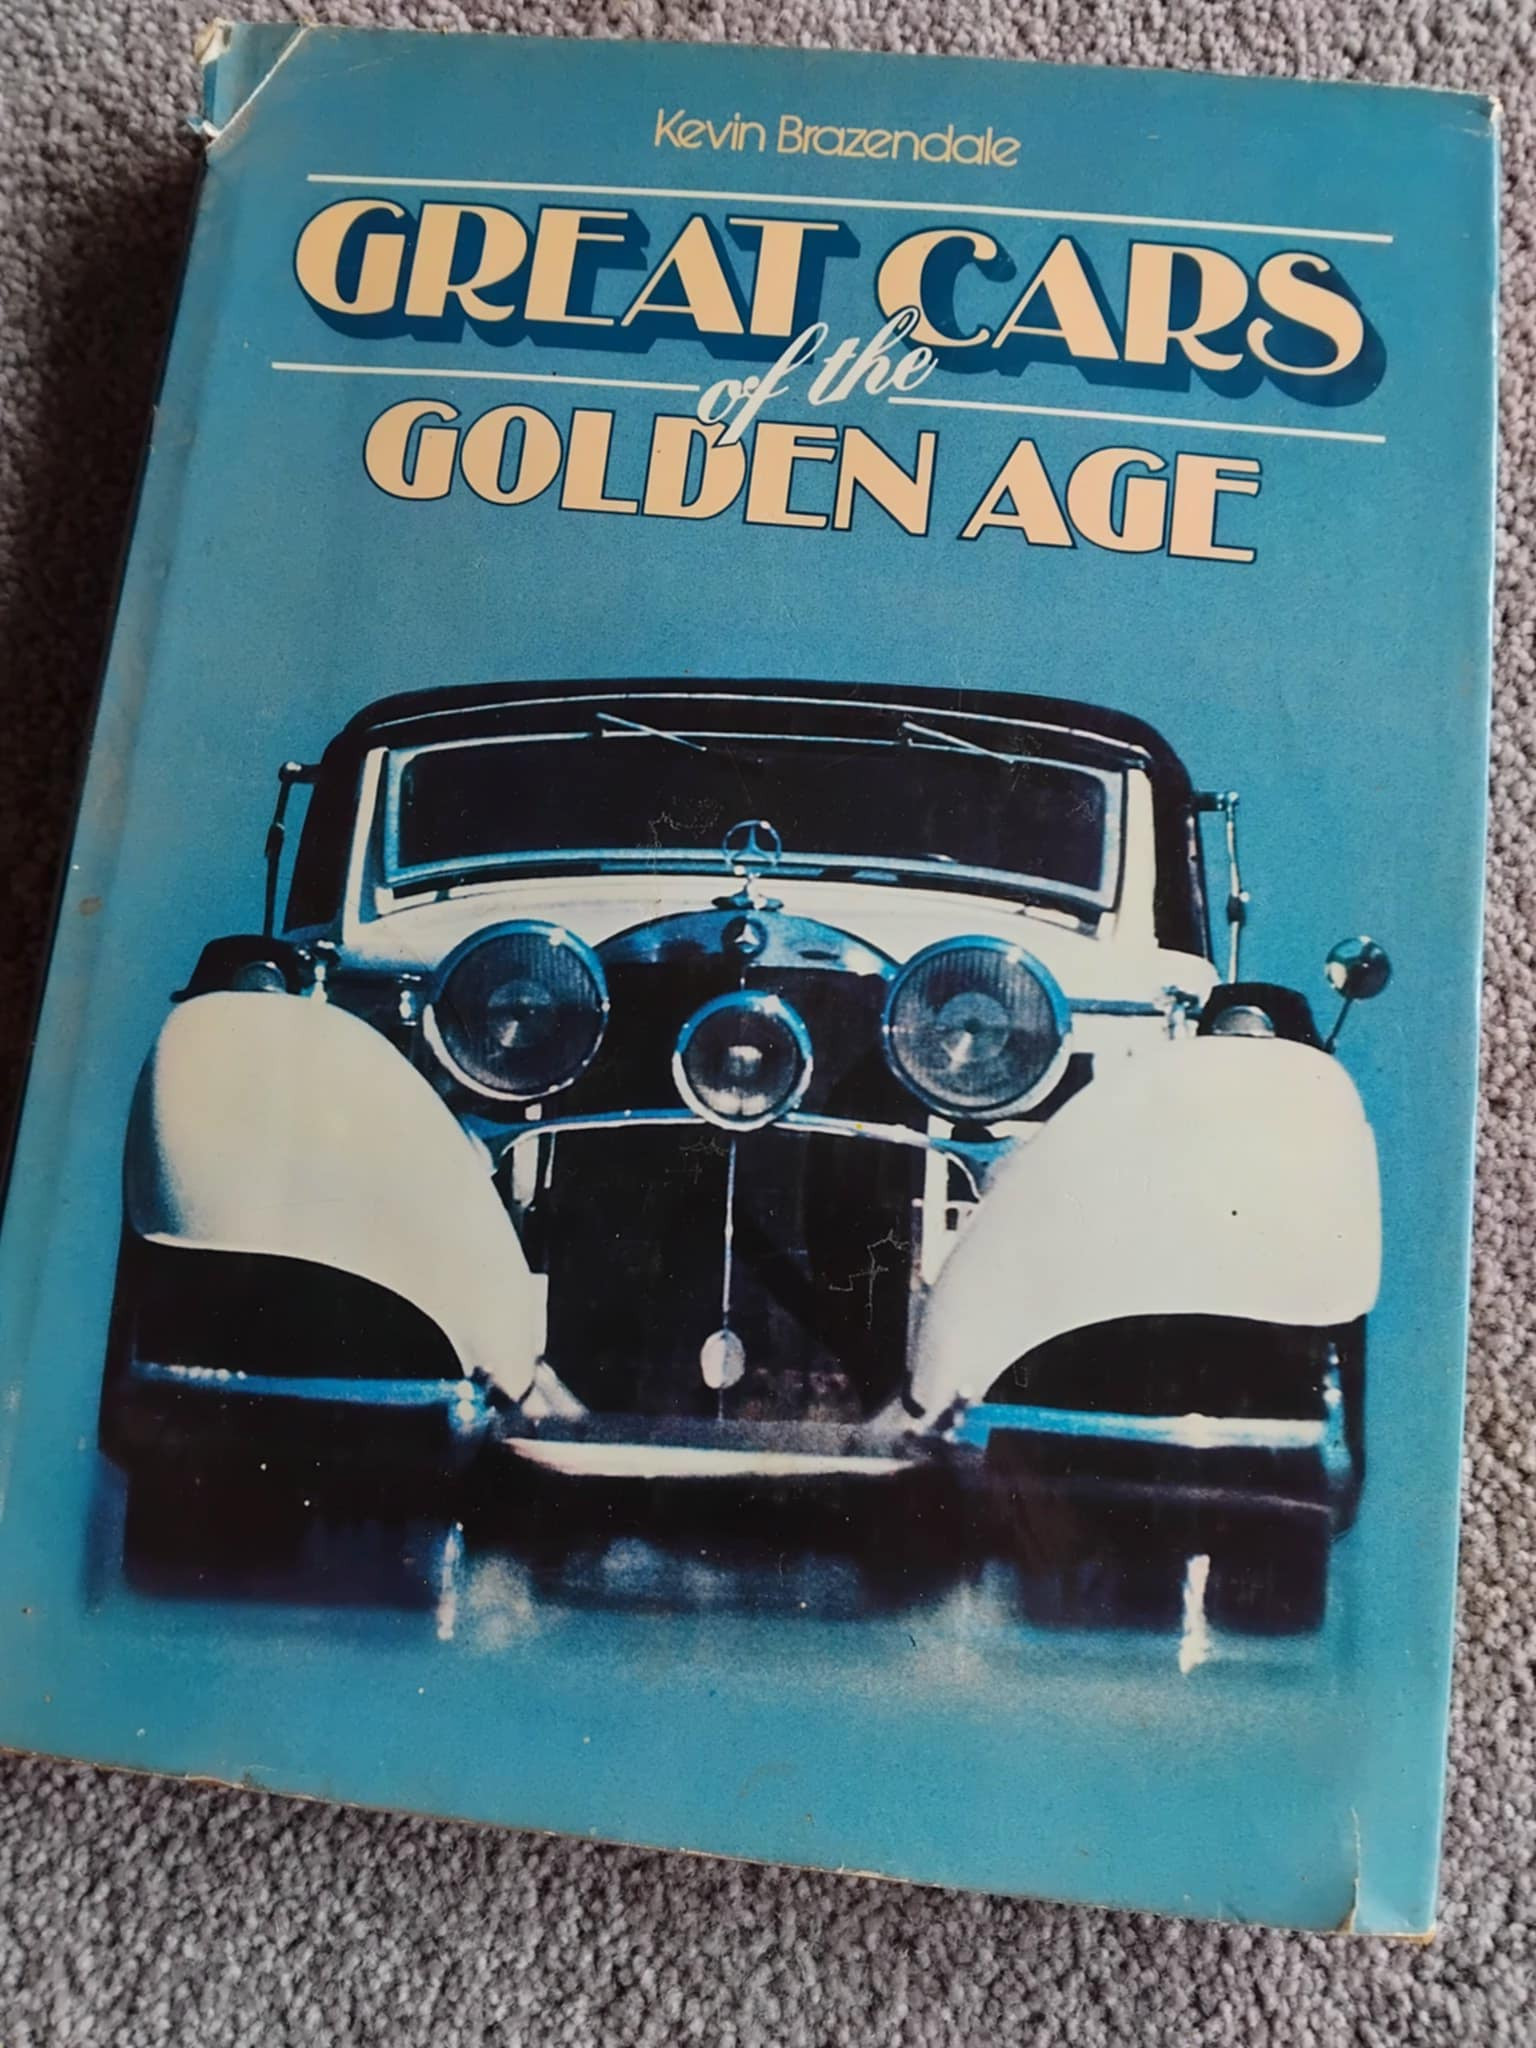 Kevin Brazendale
GREAT CARS
of the
GOLDEN AGE